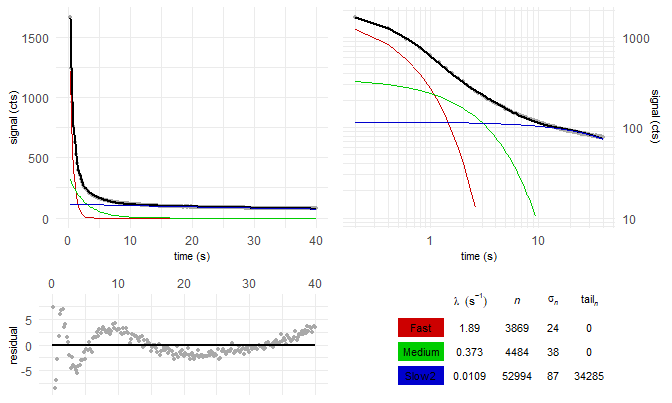 1500
1000
500
0
signal (cts)
0 10 20 30 40
time (s)
1000
100
10
signal (cts)
1 10
time (s)
0 10 20 30 40
5
0
-5
residual
λ (s⁻¹) n σₙ tailₙ
Fast 1.89 3869 24 0
Medium 0.373 4484 38 0
Slow2 0.0109 52994 87 34285